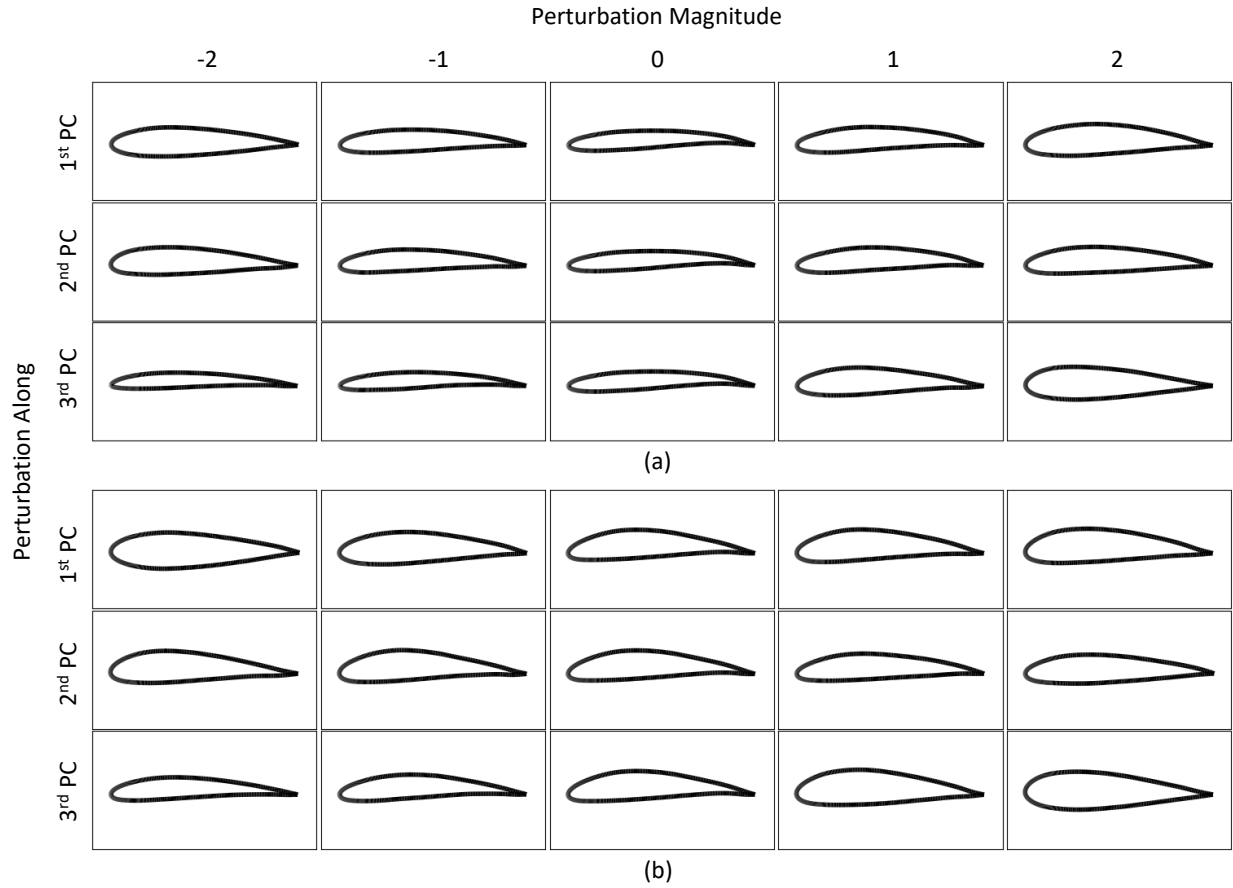 Perturbation Magnitude
-2 -1 0 1 2
Perturbation Along
1st PC
2nd PC
3rd PC
(a)
1st PC
2nd PC
3rd PC
(b)